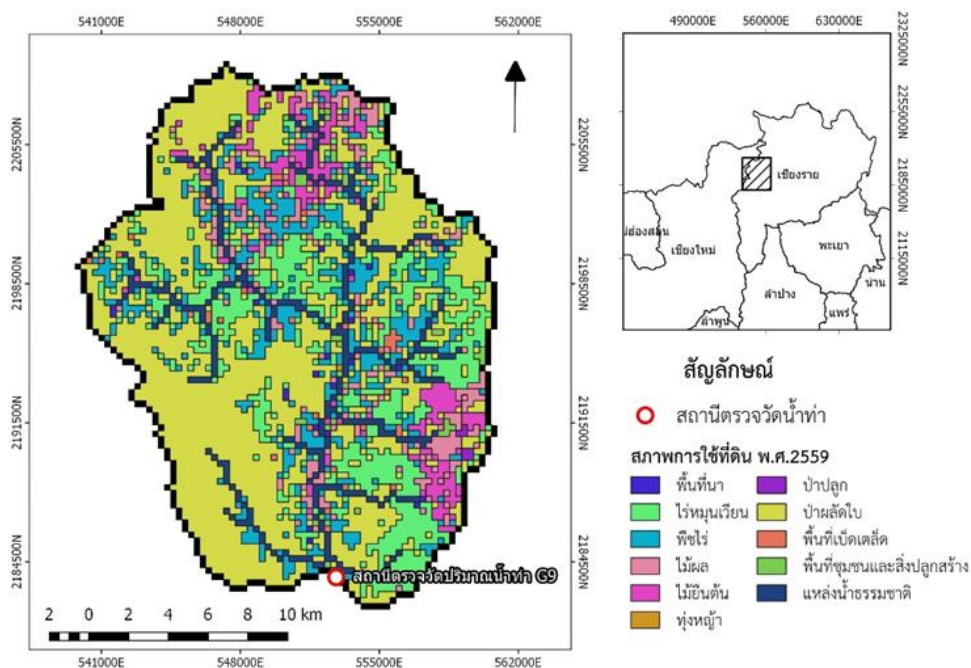 541000E 548000E 555000E 562000E
2205500N 2205500N
2198500N 2198500N
2191500N 2191500N
2184500N 2184500N
สถานีตรวจวัดปริมาณน้ำท่า G9
2 0 2 4 6 8 10 km
541000E 548000E 555000E 562000E
4900000E 560000E 630000E
2325000N
2255000N
2185000N
2115000N
เชียงราย
เชียงใหม่
พะเยา
น่าน
ลำปาง
แพร่
ลำพูน
สัญลักษณ์
สถานีตรวจวัดน้ำท่า
สภาพการใช้ที่ดิน พ.ศ.2559
พื้นที่นา
ไร่หมุนเวียน
พืชไร่
ไม้ผล
ไม้ยืนต้น
ทุ่งหญ้า
ป่าปลูก
ป่าผลัดใบ
พื้นที่เบ็ดเตล็ด
พื้นที่ชุมชนและสิ่งปลูกสร้าง
แหล่งน้ำธรรมชาติ